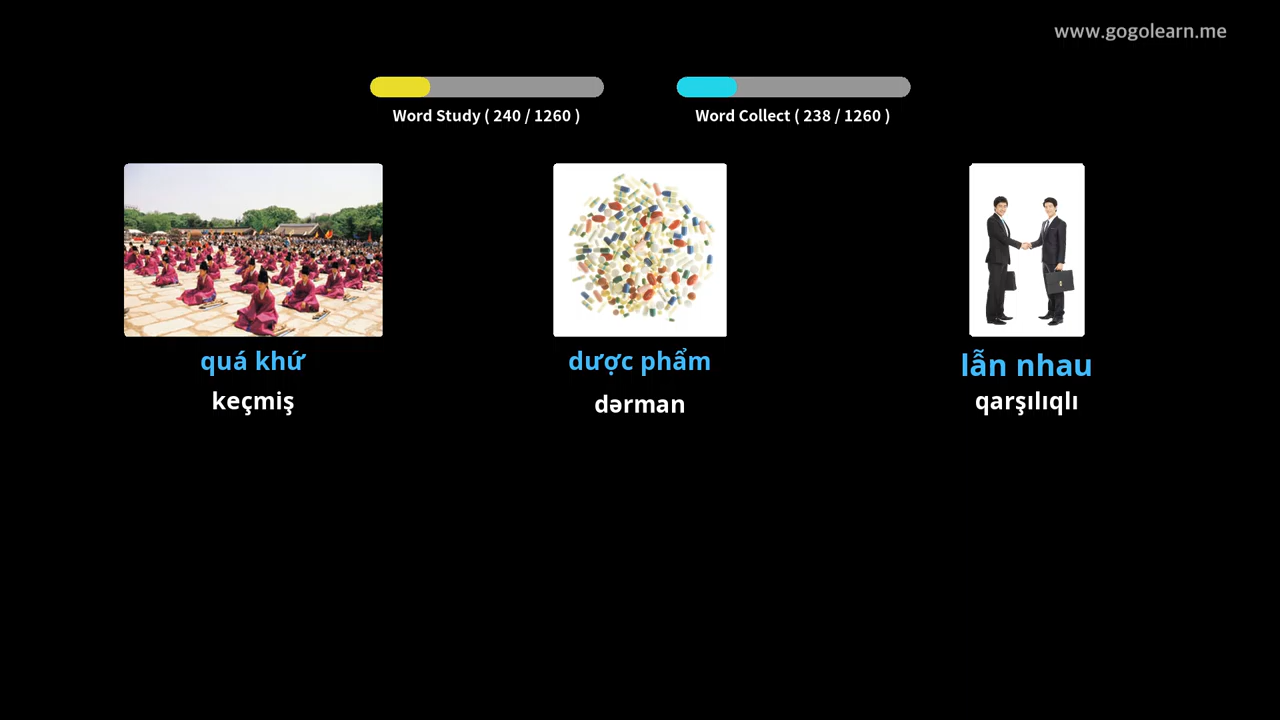 www.gogolearn.me
Word Study ( 240 / 1260 )
Word Collect ( 238 / 1260 )
quá khứ
keçmiş
dược phẩm
dərman
lẫn nhau
qarşılıqlı